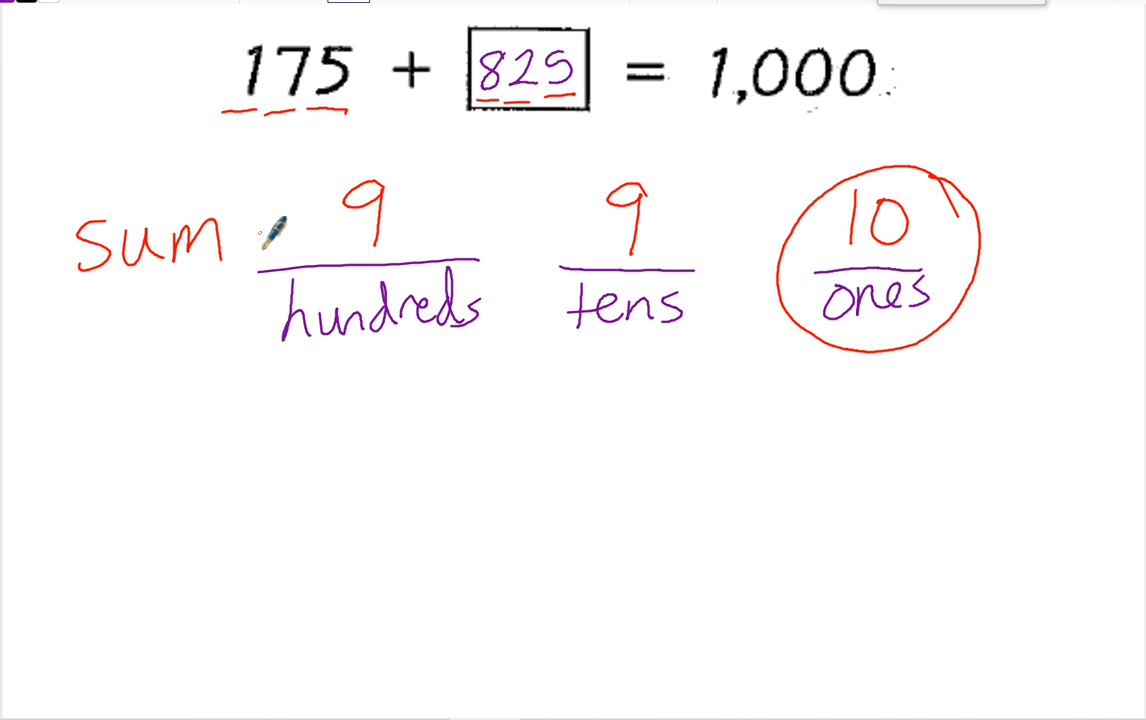 175 + 825 = 1,000
sum 9 9 10
hundreds tens ones